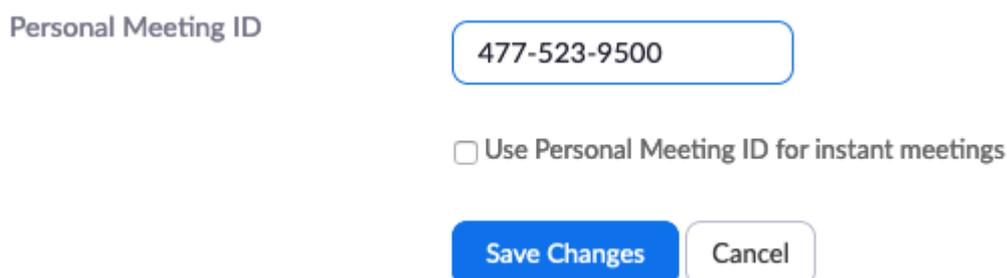 Personal Meeting ID
477-523-9500
Use Personal Meeting ID for instant meetings
Save Changes
Cancel